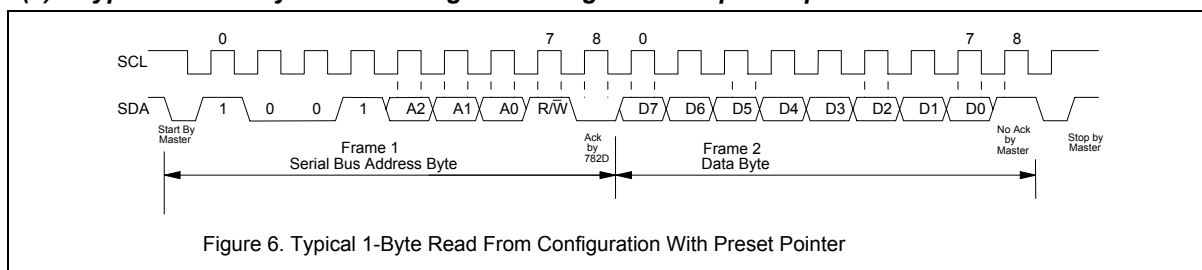 0 7 8 0 7 8
SCL
SDA 1 0 0 1 A2 A1 A0 R/W D7 D6 D5 D4 D3 D2 D1 D0
Start By
Master
Ack
by
782D
No Ack
by
Master
Stop by
Master
Frame 1
Serial Bus Address Byte
Frame 2
Data Byte
Figure 6. Typical 1-Byte Read From Configuration With Preset Pointer